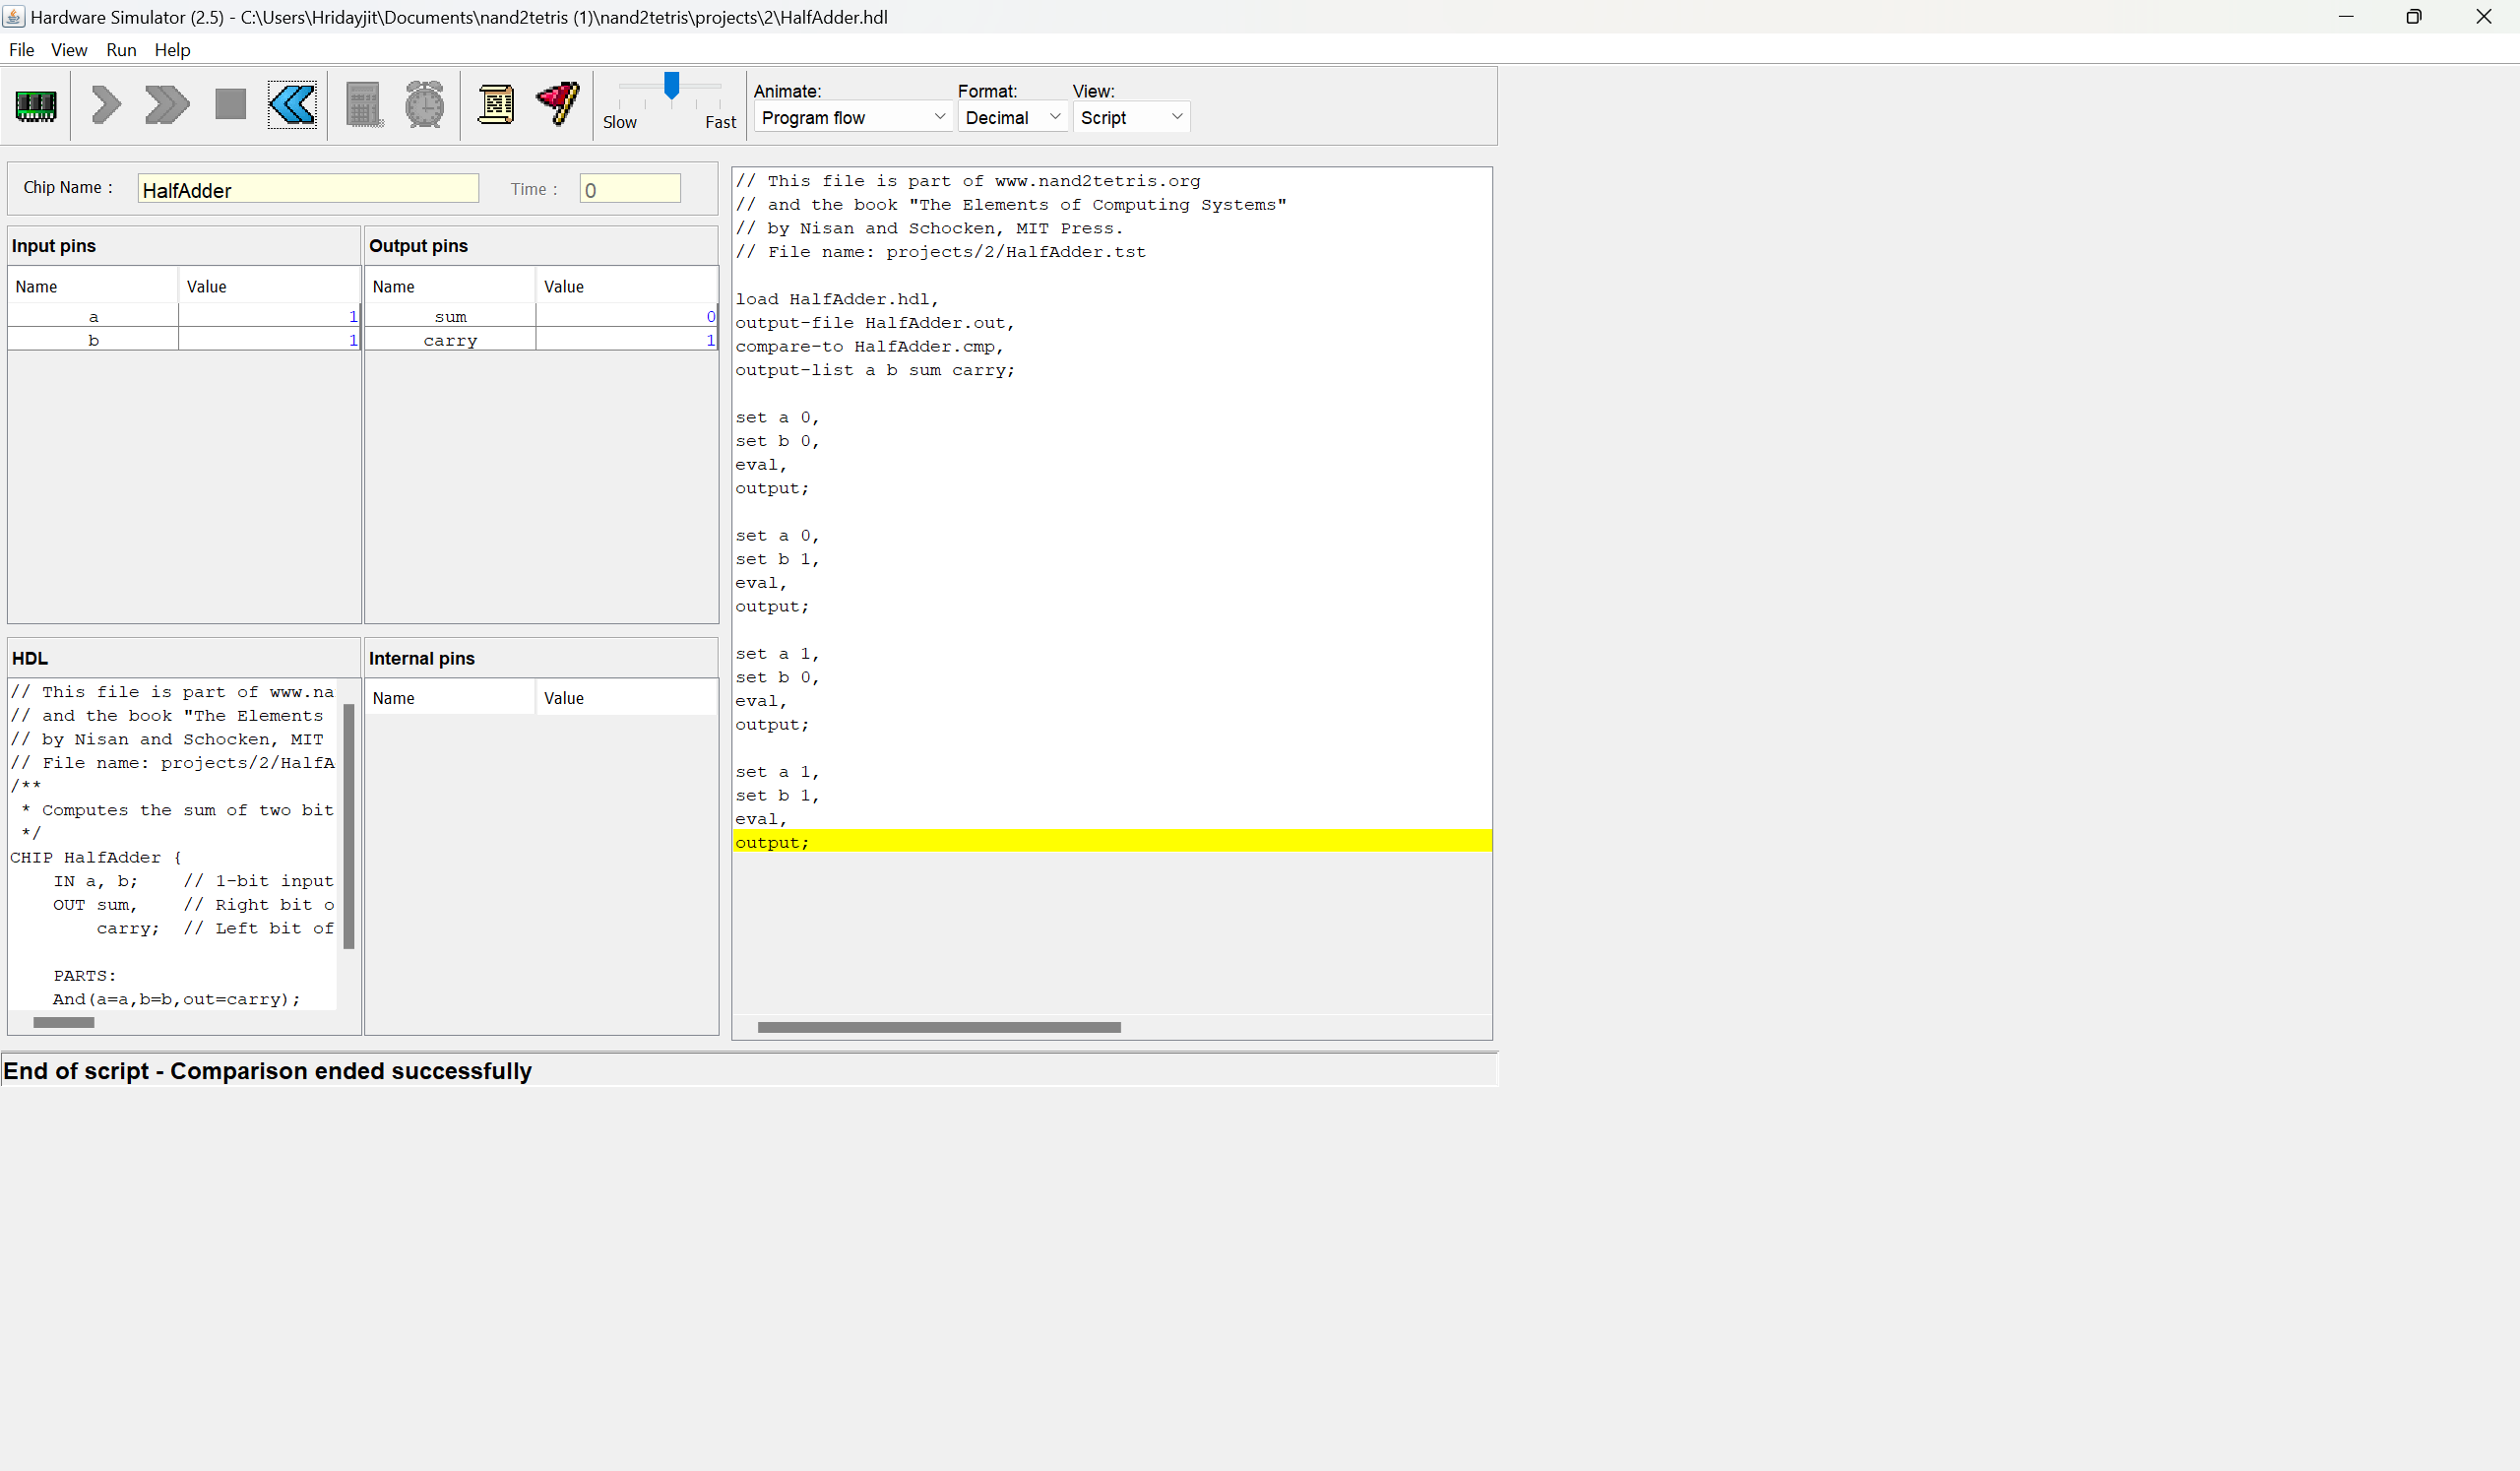 Hardware Simulator (2.5) - C:\Users\Hridayjit\Documents\nand2tetris (1)\nand2tetris\projects\2\HalfAdder.hdl
File View Run Help
Slow Fast
Animate:
Program flow
Format:
Decimal
View:
Script
Chip Name : HalfAdder Time : 0
Input pins
Name Value
a 1
b 1
Output pins
Name Value
sum 0
carry 1
HDL
// This file is part of www.na
// and the book "The Elements
// by Nisan and Schocken, MIT
// File name: projects/2/HalfA
/**
* Computes the sum of two bit
*/
CHIP HalfAdder {
IN a, b; // 1-bit input
OUT sum, // Right bit o
carry; // Left bit of
PARTS:
And(a=a,b=b,out=carry);
Internal pins
Name Value
// This file is part of www.nand2tetris.org
// and the book "The Elements of Computing Systems"
// by Nisan and Schocken, MIT Press.
// File name: projects/2/HalfAdder.tst
load HalfAdder.hdl,
output-file HalfAdder.out,
compare-to HalfAdder.cmp,
output-list a b sum carry;
set a 0,
set b 0,
eval,
output;
set a 0,
set b 1,
eval,
output;
set a 1,
set b 0,
eval,
output;
set a 1,
set b 1,
eval,
output;
End of script - Comparison ended successfully